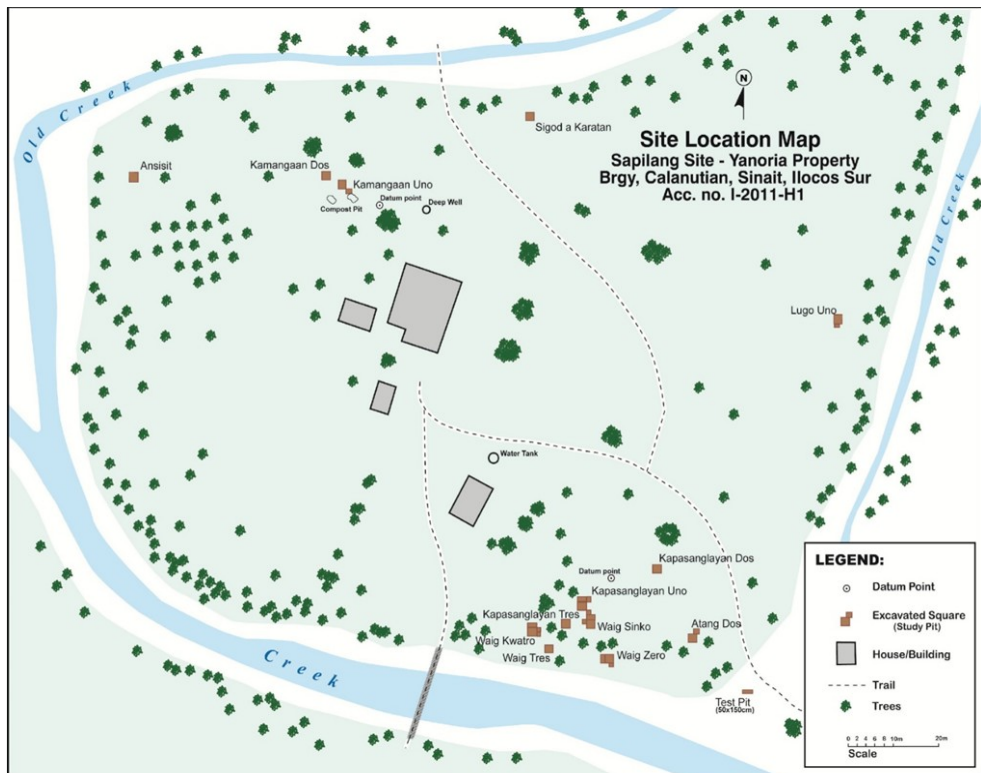 N
Site Location Map
Sapilang Site - Yanoria Property
Brgy, Calanutian, Sinait, Ilocos Sur
Acc. no. I-2011-H1
Old Creek
Sigod a Karatan
Ansisit
Kamangaan Dos
Kamangaan Uno
Compost Pit
Datum point
Deep Well
Old Creek
Lugo Uno
Water Tank
Kapasanglayan Dos
Datum point
Kapasanglayan Uno
Kapasanglayan Tres
Waig Sinko
Atang Dos
Waig Kwatro
Waig Tres
Waig Zero
Creek
Test Pit
(50x150cm)
LEGEND:
Datum Point
Excavated Square
(Study Pit)
House/Building
Trail
Trees
0 2 4 6 8 10m 20m
Scale